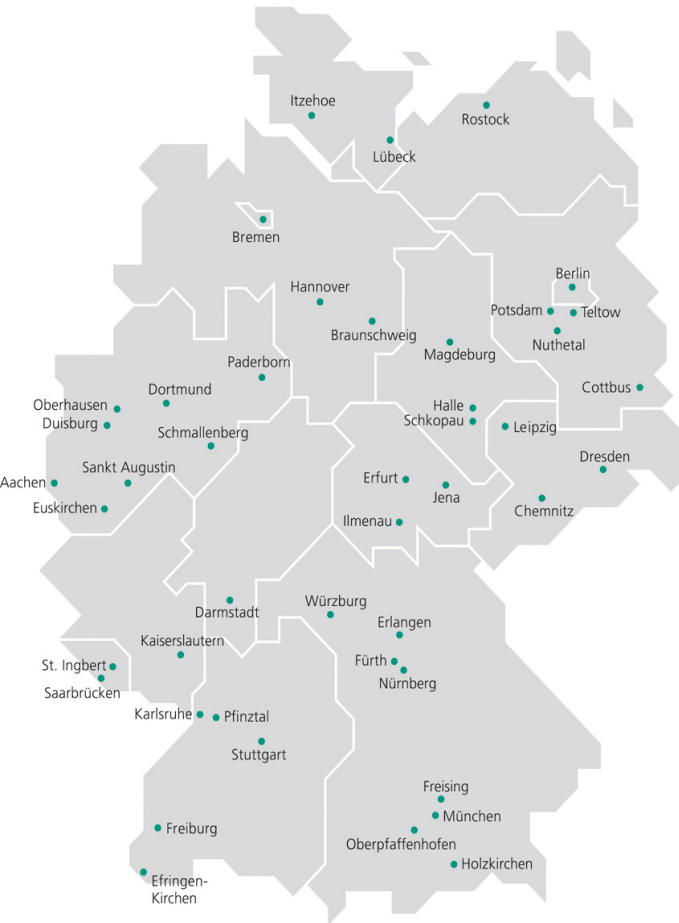 Itzehoe
Rostock
Lübeck
Bremen
Berlin
Hannover
Potsdam
Teltow
Braunschweig
Nuthetal
Magdeburg
Paderborn
Cottbus
Dortmund
Oberhausen
Halle
Duisburg
Schkopau
Leipzig
Schmallenberg
Dresden
Sankt Augustin
Erfurt
Aachen
Jena
Euskirchen
Chemnitz
Ilmenau
Würzburg
Darmstadt
Erlangen
Kaiserslautern
Fürth
St. Ingbert
Nürnberg
Saarbrücken
Karlsruhe
Pfinztal
Stuttgart
Freising
München
Freiburg
Oberpfaffenhofen
Holzkirchen
Efringen-
Kirchen